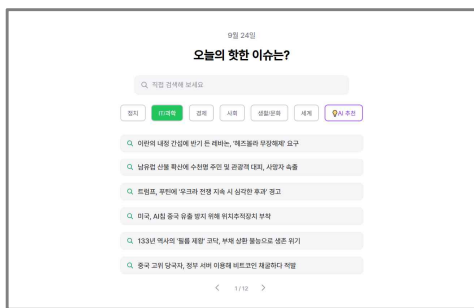 9월 24일
오늘의 핫한 이슈는?
직접 검색해 보세요
정치 IT/과학 경제 사회 생활/문화 세계 AI 추천
이란의 내정 간섭에 반기 든 레바논, '헤즈볼라 무장해제' 요구
남유럽 산불 확산에 수천명 주민 및 관광객 대피, 사망자 속출
트럼프, 푸틴에 '우크라 전쟁 지속 시 심각한 후과' 경고
미국, AI칩 중국 유출 방지 위해 위치추적장치 부착
133년 역사의 '필름 제왕' 코닥, 부채 상환 불능으로 생존 위기
중국 고위 당국자, 정부 서버 이용해 비트코인 채굴하다 적발
< 1 / 12 >